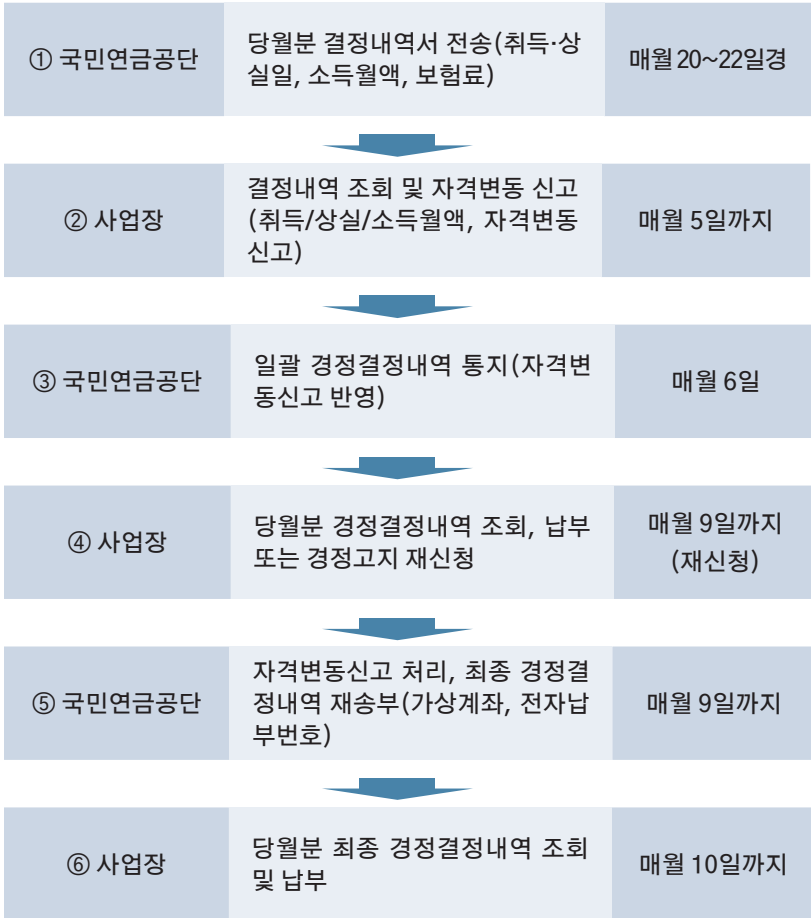 ① 국민연금공단
당월분 결정내역서 전송(취득·상
실일, 소득월액, 보험료)
매월 20~22일경
② 사업장
결정내역 조회 및 자격변동 신고
(취득/상실/소득월액, 자격변동
신고)
매월 5일까지
③ 국민연금공단
일괄 경정결정내역 통지(자격변
동신고 반영)
매월 6일
④ 사업장
당월분 경정결정내역 조회, 납부
또는 경정고지 재신청
매월 9일까지
(재신청)
⑤ 국민연금공단
자격변동신고 처리, 최종 경정결
정내역 재송부(가상계좌, 전자납
부번호)
매월 9일까지
⑥ 사업장
당월분 최종 경정결정내역 조회
및 납부
매월 10일까지